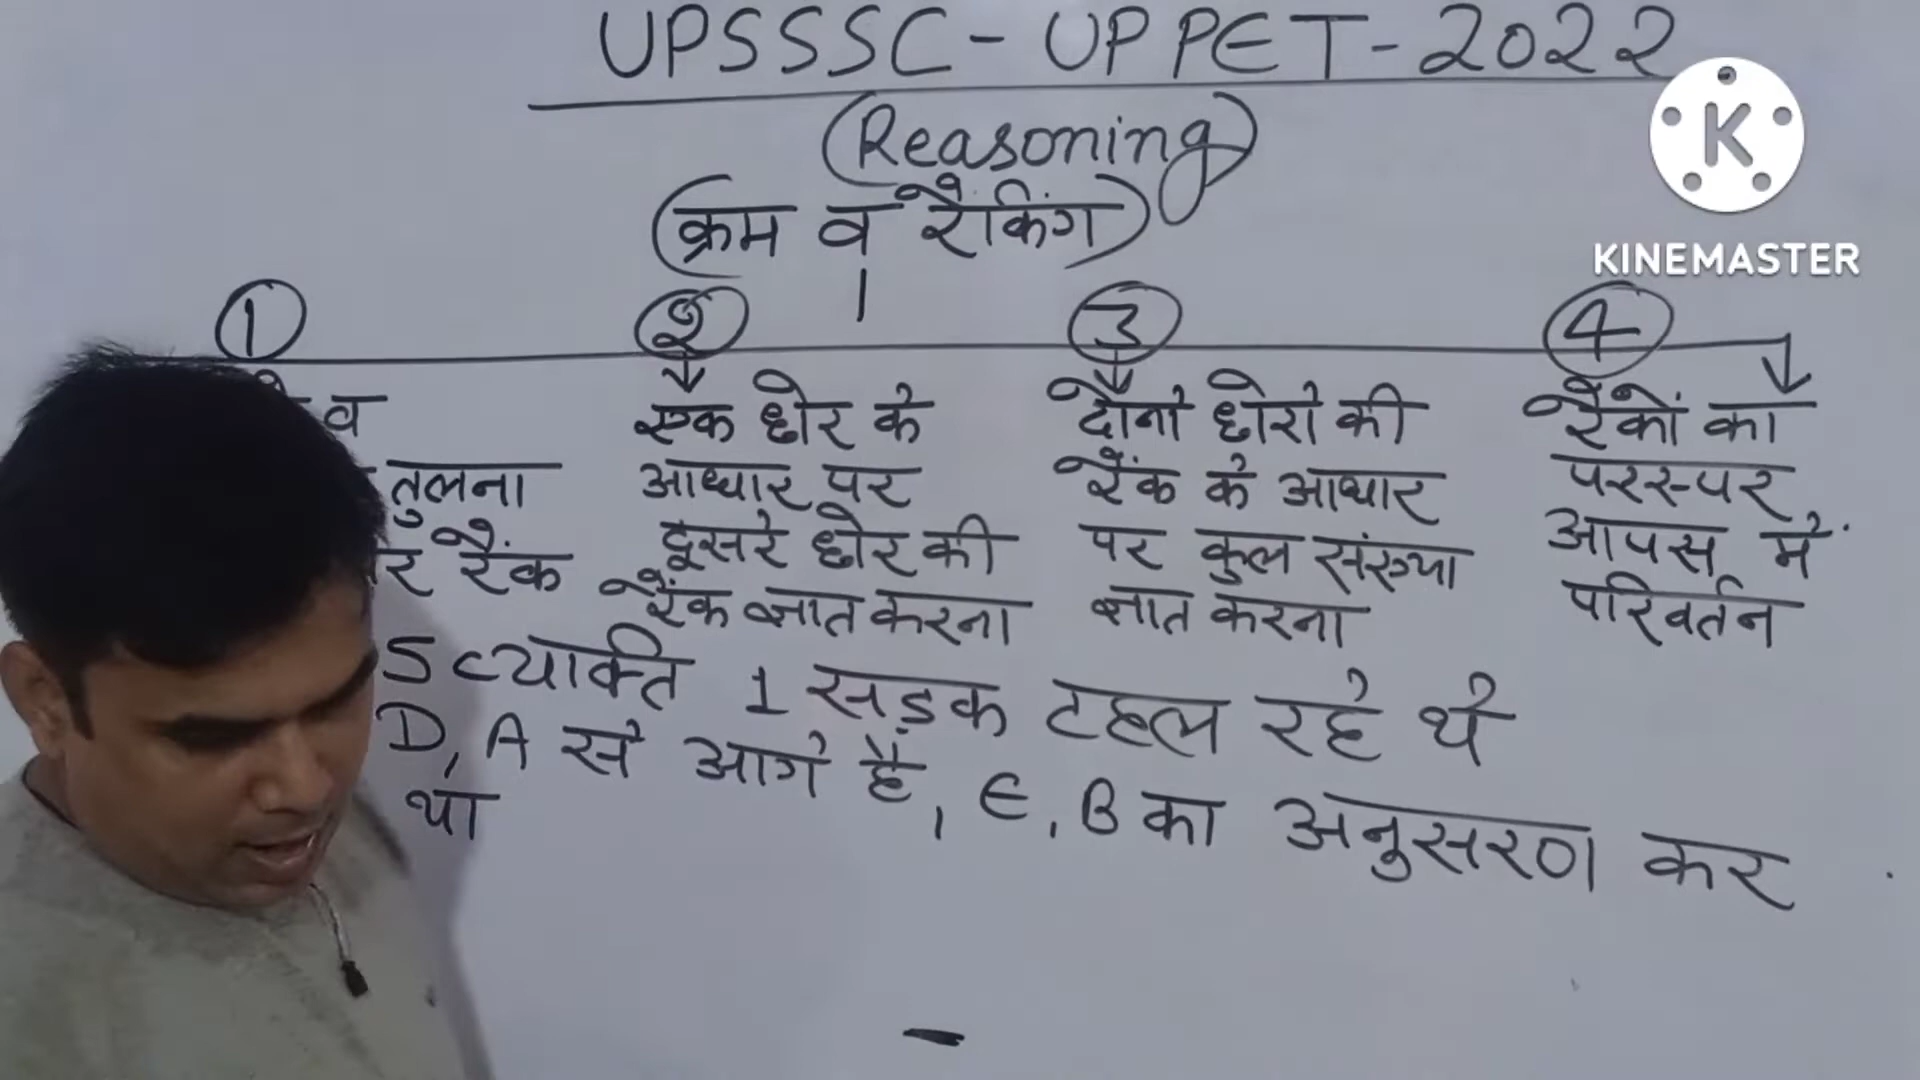 UPSSSC - UPPET - 2022
(Reasoning)
(क्रम व रैंकिंग)
KINEMASTER
1
व
तुलना
र रैंक
2
एक छोर के
आधार पर
दूसरे छोर की
रैंक ज्ञात करना
3
दोनो छोरो की
रैंक के आधार
पर कुल संख्या
ज्ञात करना
4
रैंकों का
परस्पर
आपस में
परिवर्तन
5 व्यक्ति 1 सड़क टहल रहे थे
D, A से आगे है, E, B का अनुसरण कर
था